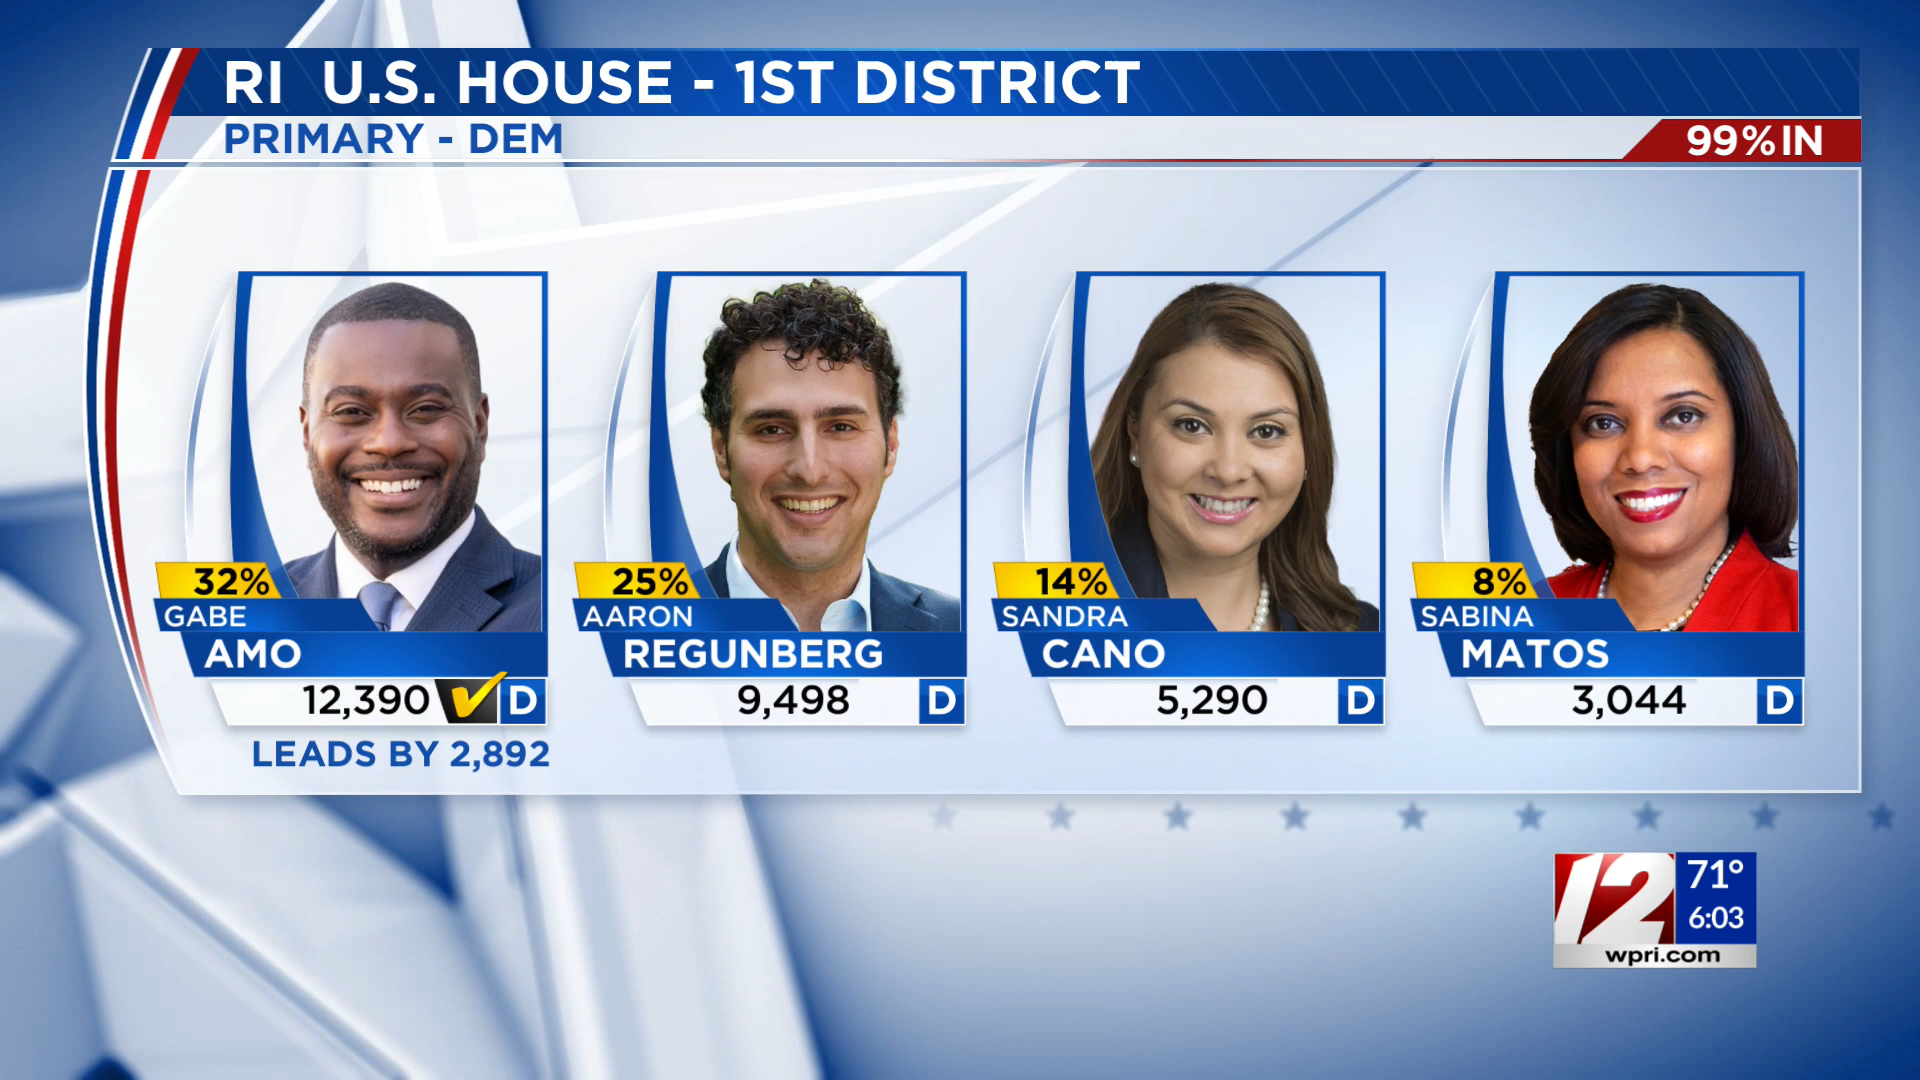 RI U.S. HOUSE - 1ST DISTRICT
PRIMARY - DEM
99% IN
32%
GABE
AMO
12,390 D
LEADS BY 2,892
25%
AARON
REGUNBERG
9,498 D
14%
SANDRA
CANO
5,290 D
8%
SABINA
MATOS
3,044 D
12
71°
6:03
wpri.com